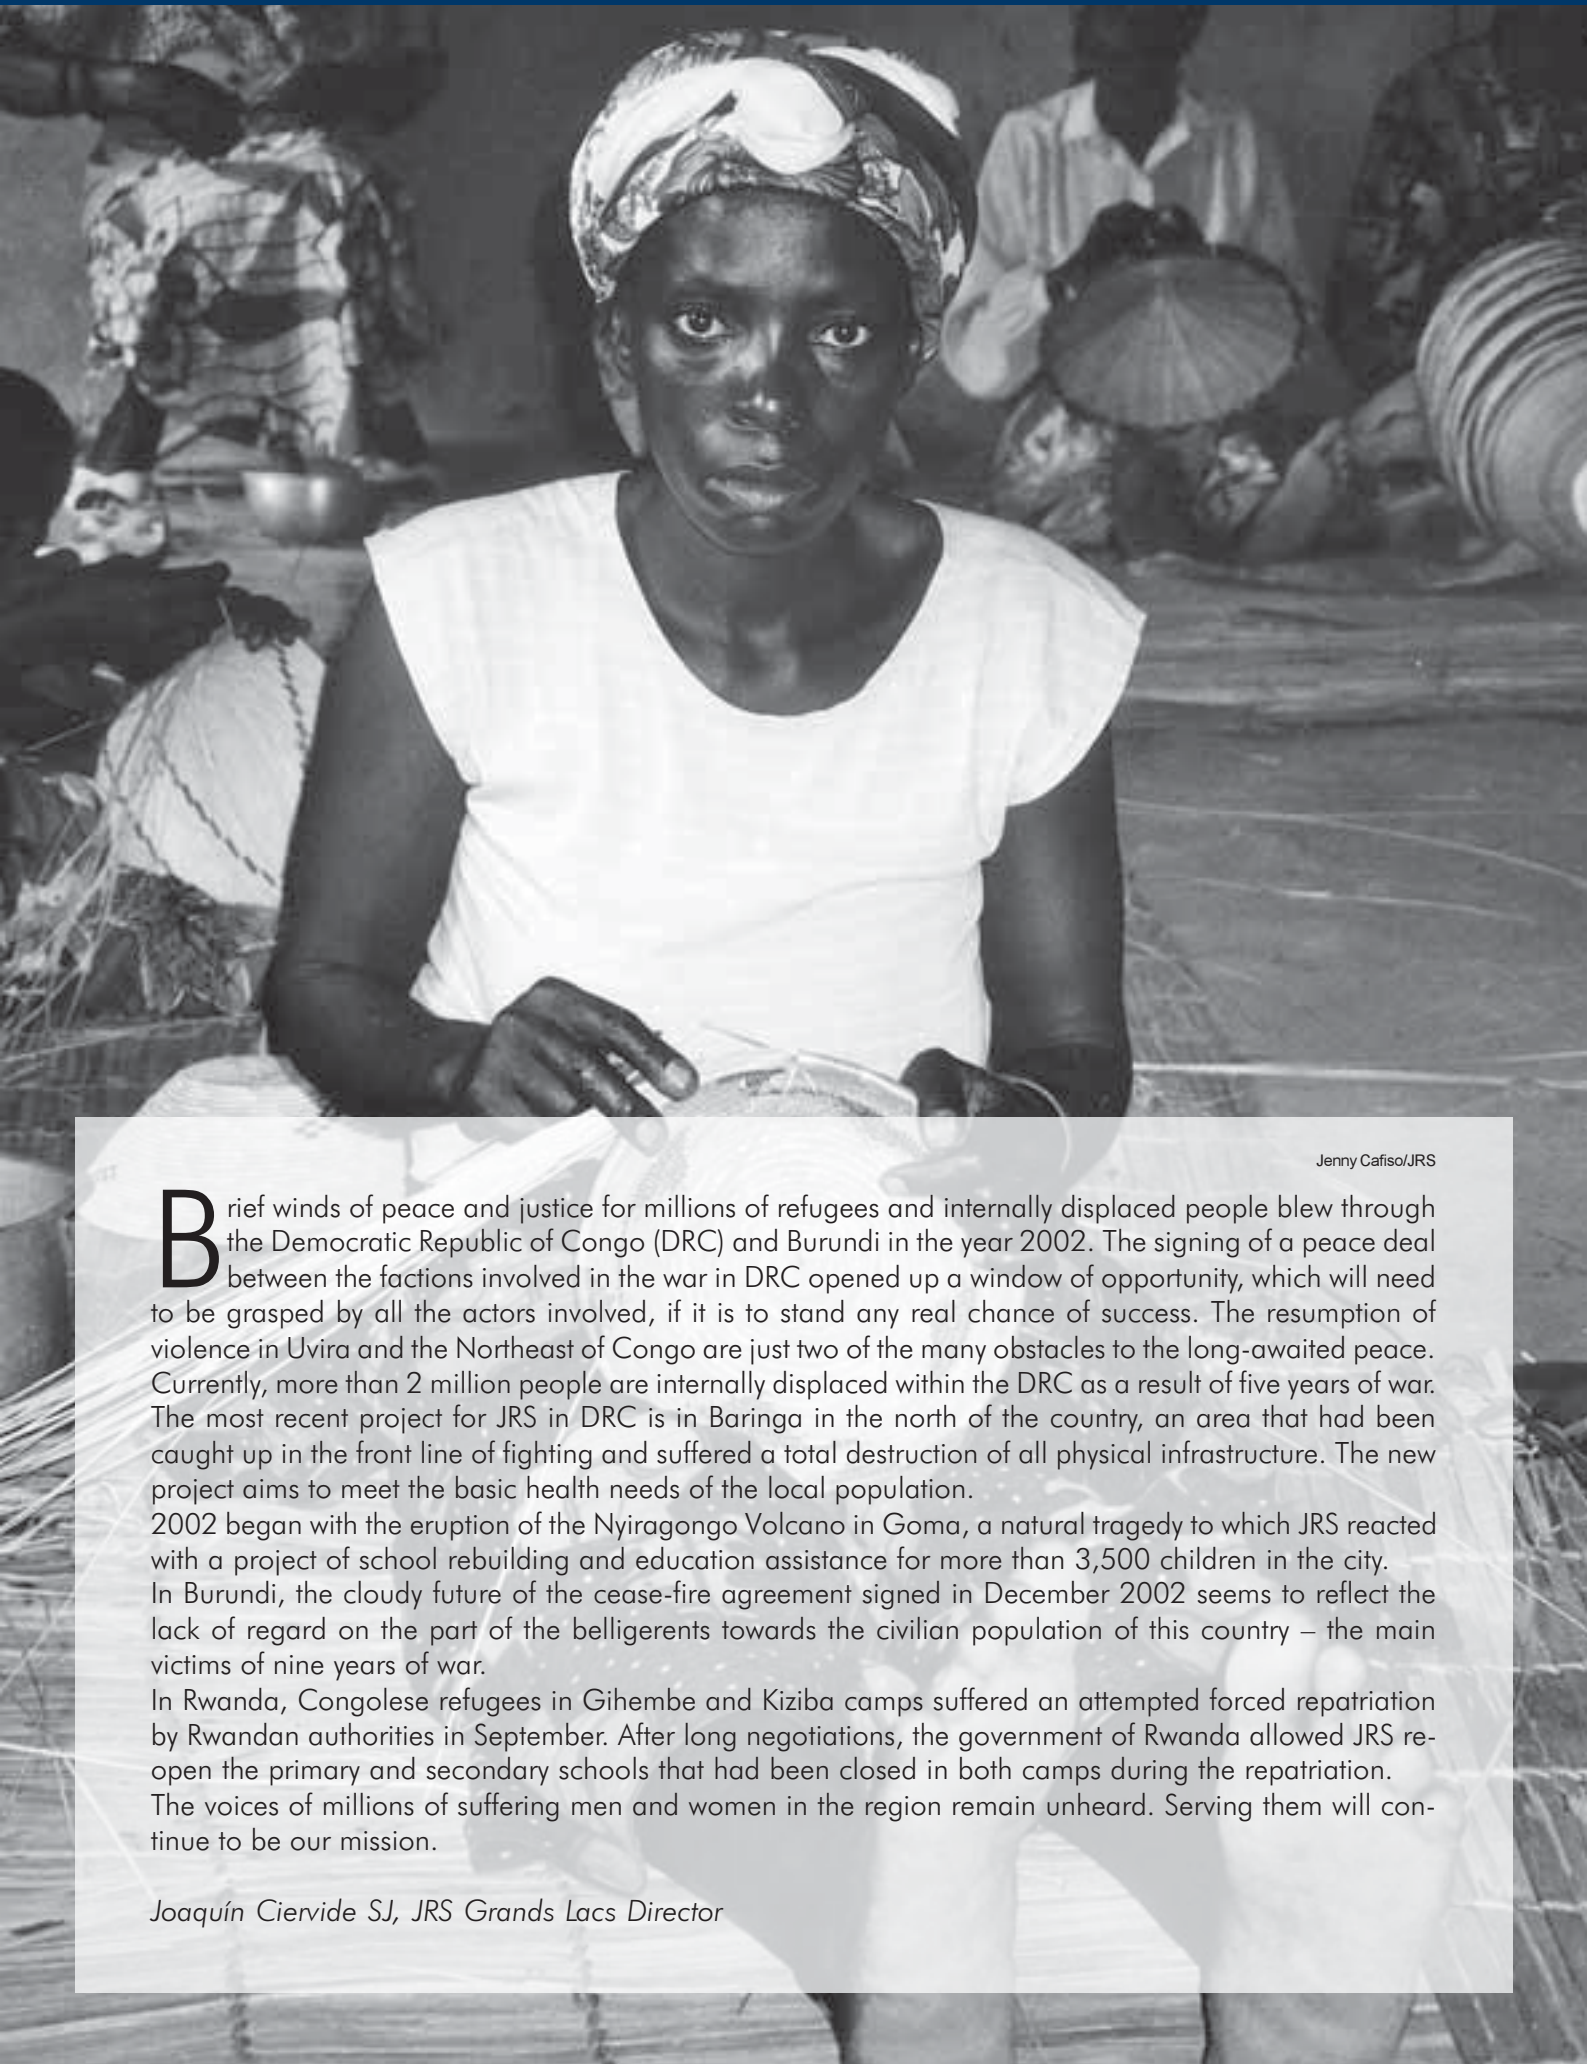 Jenny Cafiso/JRS
Brief winds of peace and justice for millions of refugees and internally displaced people blew through
the Democratic Republic of Congo (DRC) and Burundi in the year 2002. The signing of a peace deal
between the factions involved in the war in DRC opened up a window of opportunity, which will need
to be grasped by all the actors involved, if it is to stand any real chance of success. The resumption of
violence in Uvira and the Northeast of Congo are just two of the many obstacles to the long-awaited peace.
Currently, more than 2 million people are internally displaced within the DRC as a result of five years of war.
The most recent project for JRS in DRC is in Baringa in the north of the country, an area that had been
caught up in the front line of fighting and suffered a total destruction of all physical infrastructure. The new
project aims to meet the basic health needs of the local population.
2002 began with the eruption of the Nyiragongo Volcano in Goma, a natural tragedy to which JRS reacted
with a project of school rebuilding and education assistance for more than 3,500 children in the city.
In Burundi, the cloudy future of the cease-fire agreement signed in December 2002 seems to reflect the
lack of regard on the part of the belligerents towards the civilian population of this country – the main
victims of nine years of war.
In Rwanda, Congolese refugees in Gihembe and Kiziba camps suffered an attempted forced repatriation
by Rwandan authorities in September. After long negotiations, the government of Rwanda allowed JRS re-
open the primary and secondary schools that had been closed in both camps during the repatriation.
The voices of millions of suffering men and women in the region remain unheard. Serving them will con-
tinue to be our mission.
Joaquín Ciervide SJ, JRS Grands Lacs Director